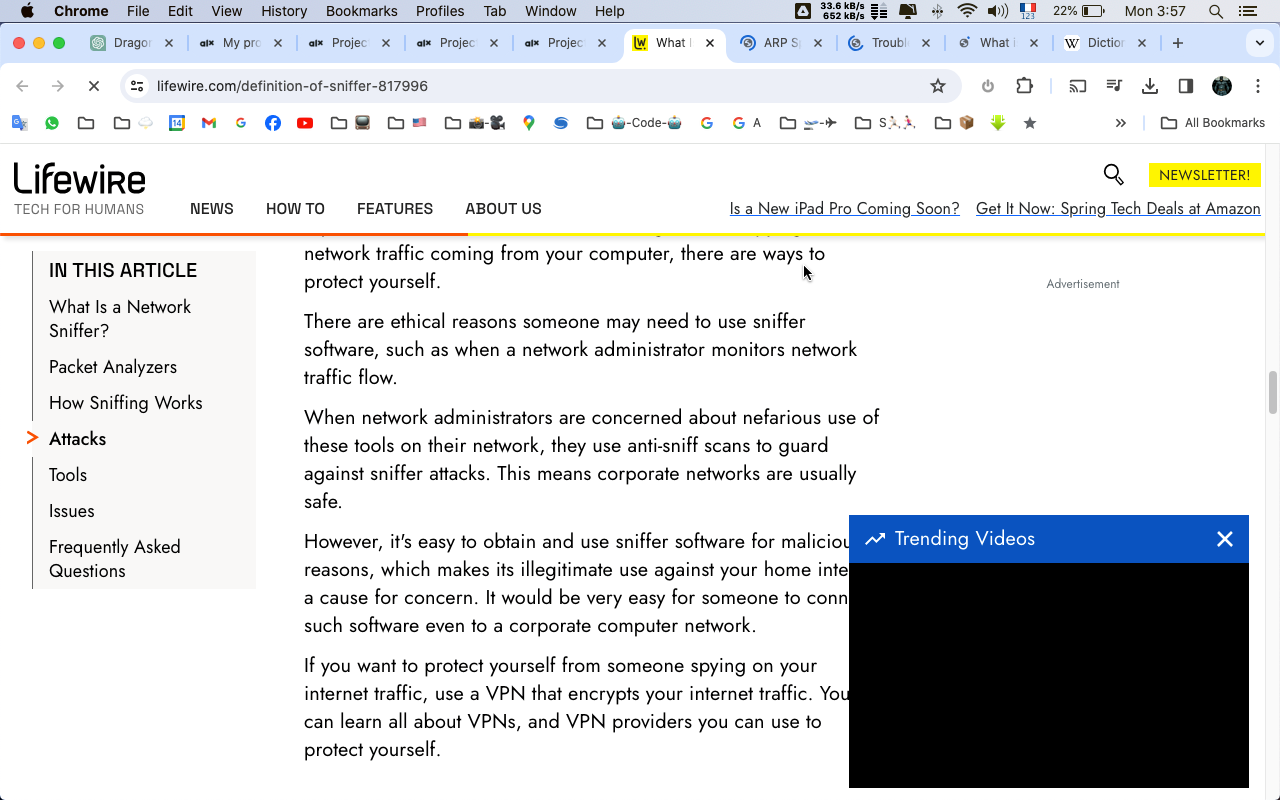 Chrome File Edit View History Bookmarks Profiles Tab Window Help 33.6 kB/s 652 kB/s 123 22% Mon 3:57
Dragor My pro Projec Projec Projec What I ARP S Troubl What i Diction
lifewire.com/definition-of-sniffer-817996
14 G G G A -Code- S » All Bookmarks
Lifewire
TECH FOR HUMANS
NEWS HOW TO FEATURES ABOUT US
NEWSLETTER!
Is a New iPad Pro Coming Soon? Get It Now: Spring Tech Deals at Amazon
IN THIS ARTICLE
What Is a Network
Sniffer?
Packet Analyzers
How Sniffing Works
Attacks
Tools
Issues
Frequently Asked
Questions
network traffic coming from your computer, there are ways to
protect yourself.
There are ethical reasons someone may need to use sniffer
software, such as when a network administrator monitors network
traffic flow.
When network administrators are concerned about nefarious use of
these tools on their network, they use anti-sniff scans to guard
against sniffer attacks. This means corporate networks are usually
safe.
However, it's easy to obtain and use sniffer software for maliciou
reasons, which makes its illegitimate use against your home inte
a cause for concern. It would be very easy for someone to conn
such software even to a corporate computer network.
If you want to protect yourself from someone spying on your
internet traffic, use a VPN that encrypts your internet traffic. You
can learn all about VPNs, and VPN providers you can use to
protect yourself.
Advertisement
Trending Videos